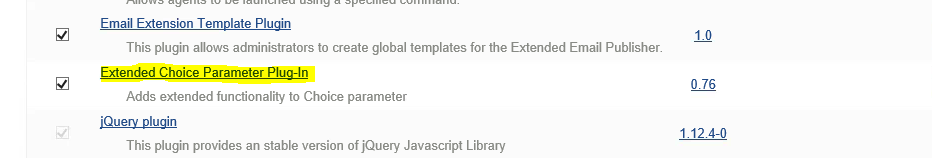 Allows agents to be launched using a specified command.
Email Extension Template Plugin
This plugin allows administrators to create global templates for the Extended Email Publisher.
1.0
Extended Choice Parameter Plug-In
Adds extended functionality to Choice parameter
0.76
jQuery plugin
This plugin provides an stable version of jQuery Javascript Library
1.12.4-0